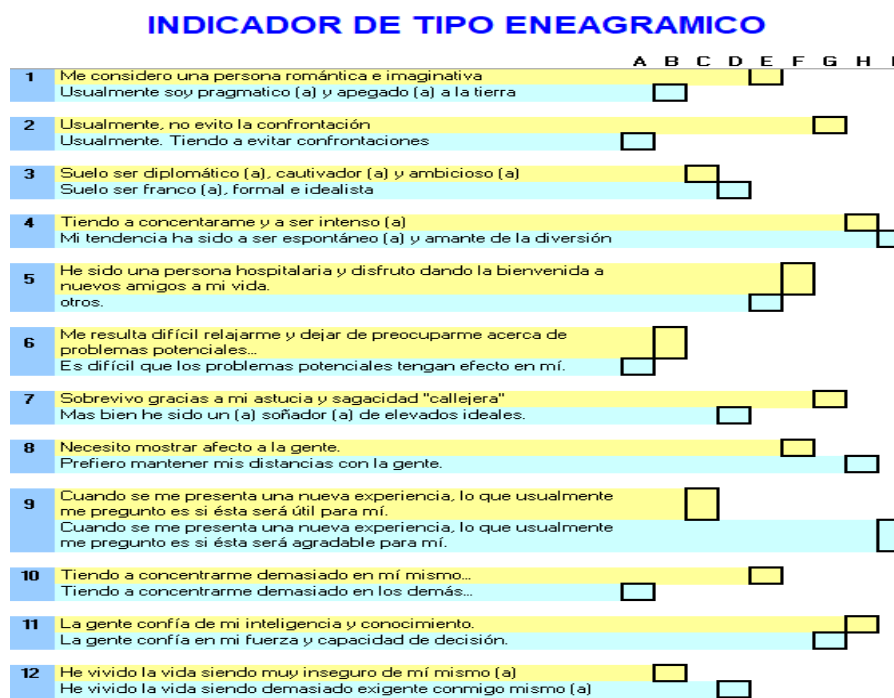 INDICADOR DE TIPO ENEAGRAMICO
A B C D E F G H I
1 Me considero una persona romántica e imaginativa
Usualmente soy pragmatico (a) y apegado (a) a la tierra
2 Usualmente, no evito la confrontación
Usualmente. Tiendo a evitar confrontaciones
3 Suelo ser diplomático (a), cautivador (a) y ambicioso (a)
Suelo ser franco (a), formal e idealista
4 Tiendo a concentarame y a ser intenso (a)
Mi tendencia ha sido a ser espontáneo (a) y amante de la diversión
5 He sido una persona hospitalaria y disfruto dando la bienvenida a
nuevos amigos a mi vida.
otros.
6 Me resulta difícil relajarme y dejar de preocuparme acerca de
problemas potenciales...
Es difícil que los problemas potenciales tengan efecto en mí.
7 Sobrevivo gracias a mi astucia y sagacidad "callejera"
Mas bien he sido un (a) soñador (a) de elevados ideales.
8 Necesito mostrar afecto a la gente.
Prefiero mantener mis distancias con la gente.
9 Cuando se me presenta una nueva experiencia, lo que usualmente
me pregunto es si ésta será útil para mí.
Cuando se me presenta una nueva experiencia, lo que usualmente
me pregunto es si ésta será agradable para mí.
10 Tiendo a concentrarme demasiado en mí mismo...
Tiendo a concentrarme demasiado en los demás...
11 La gente confía de mi inteligencia y conocimiento.
La gente confía en mi fuerza y capacidad de decisión.
12 He vivido la vida siendo muy inseguro de mí mismo (a)
He vivido la vida siendo demasiado exigente conmigo mismo (a)